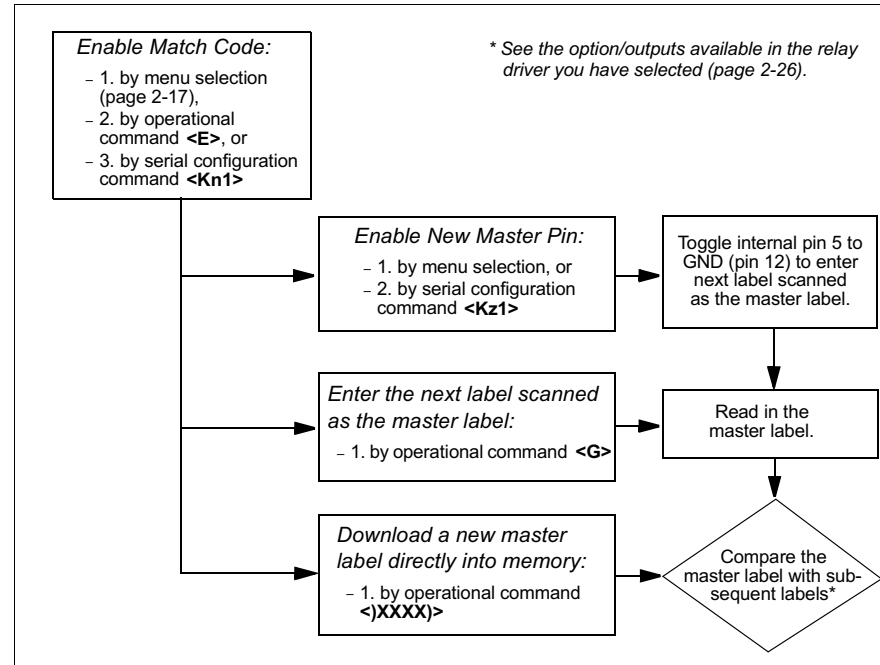 Enable Match Code:
– 1. by menu selection
(page 2-17),
– 2. by operational
command <E>, or
– 3. by serial configuration
command <Kn1>
* See the option/outputs available in the relay
driver you have selected (page 2-26).
Enable New Master Pin:
– 1. by menu selection, or
– 2. by serial configuration
command <Kz1>
Toggle internal pin 5 to
GND (pin 12) to enter
next label scanned
as the master label.
Enter the next label scanned
as the master label:
– 1. by operational command <G>
Read in the
master label.
Download a new master
label directly into memory:
– 1. by operational command
<)XXXX)>
Compare the
master label with sub-
sequent labels*